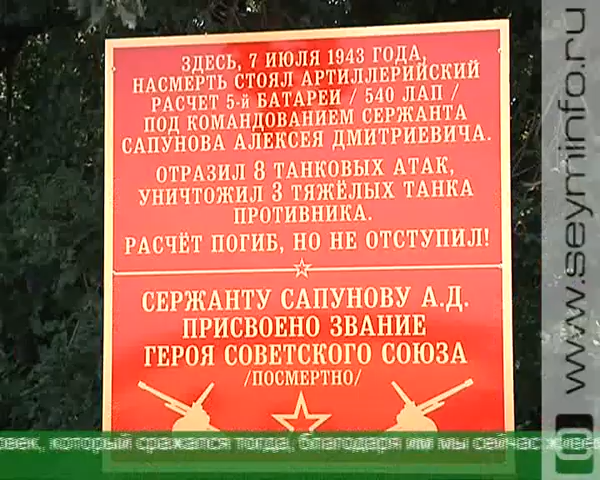 ЗДЕСЬ, 7 ИЮЛЯ 1943 ГОДА,
НАСМЕРТЬ СТОЯЛ АРТИЛЛЕРИЙСКИЙ
РАСЧЕТ 5-й БАТАРЕИ / 540 ЛАП /
ПОД КОМАНДОВАНИЕМ СЕРЖАНТА
САПУНОВА АЛЕКСЕЯ ДМИТРИЕВИЧА.
ОТРАЗИЛ 8 ТАНКОВЫХ АТАК,
УНИЧТОЖИЛ 3 ТЯЖЁЛЫХ ТАНКА
ПРОТИВНИКА.
РАСЧЁТ ПОГИБ, НО НЕ ОТСТУПИЛ!
СЕРЖАНТУ САПУНОВУ А.Д.
ПРИСВОЕНО ЗВАНИЕ
ГЕРОЯ СОВЕТСКОГО СОЮЗА
/ПОСМЕРТНО/
который сражался тогда, благодаря им мы сейчас
www.seyminfo.ru